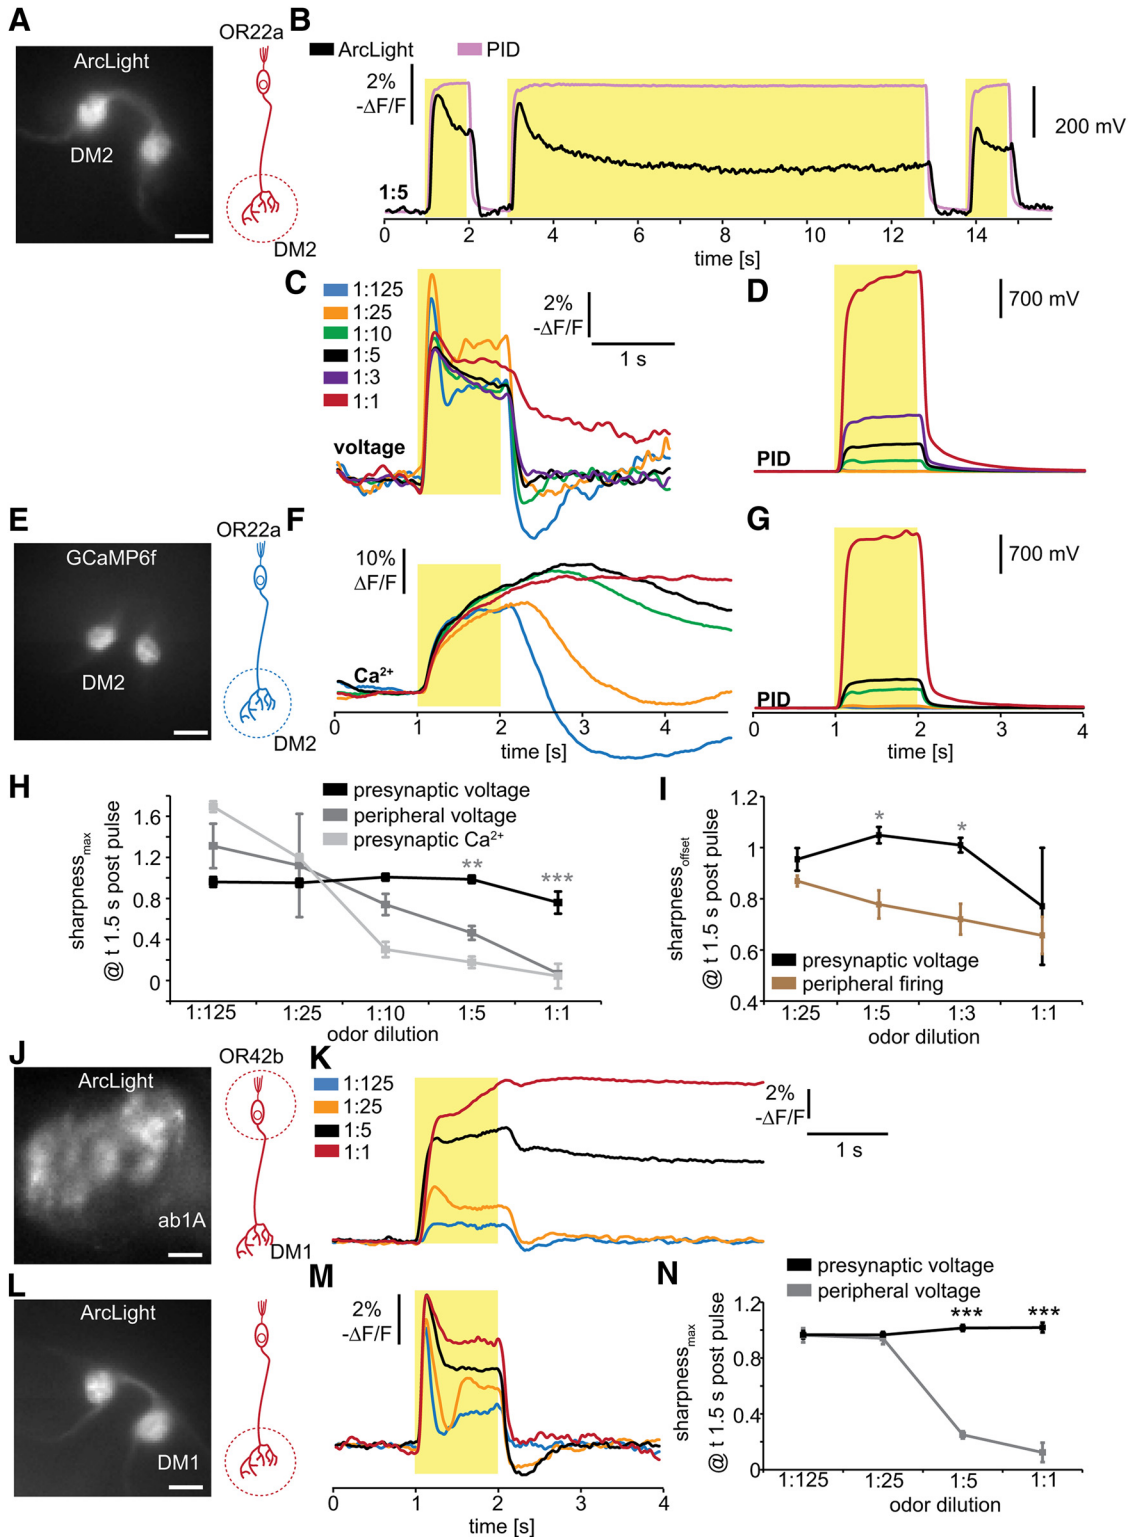 A
ArcLight
DM2
OR22a
DM2
B
ArcLight
PID
2%
-ΔF/F
200 mV
1:5
0 2 4 6 8 10 12 14
time [s]
C
1:125
1:25
1:10
1:5
1:3
1:1
2%
-ΔF/F
1 s
voltage
D
700 mV
PID
E
GCaMP6f
DM2
OR22a
DM2
F
10%
ΔF/F
Ca²⁺
0 1 2 3 4
time [s]
G
700 mV
PID
0 1 2 3 4
time [s]
H
presynaptic voltage
peripheral voltage
presynaptic Ca²⁺
sharpnessmax
@ t 1.5 s post pulse
1.6
1.2
0.8
0.4
0
**
***
1:125 1:25 1:10 1:5 1:1
odor dilution
I
sharpnessoffset
@ t 1.5 s post pulse
1.2
1
0.8
0.6
0.4
*
*
presynaptic voltage
peripheral firing
1:25 1:5 1:3 1:1
odor dilution
J
ArcLight
ab1A
OR42b
DM1
K
1:125
1:25
1:5
1:1
2%
-ΔF/F
1 s
L
ArcLight
DM1
M
2%
-ΔF/F
0 1 2 3 4
time [s]
N
presynaptic voltage
peripheral voltage
sharpnessmax
@ t 1.5 s post pulse
1.2
0.8
0.4
0
***
***
1:125 1:25 1:5 1:1
odor dilution